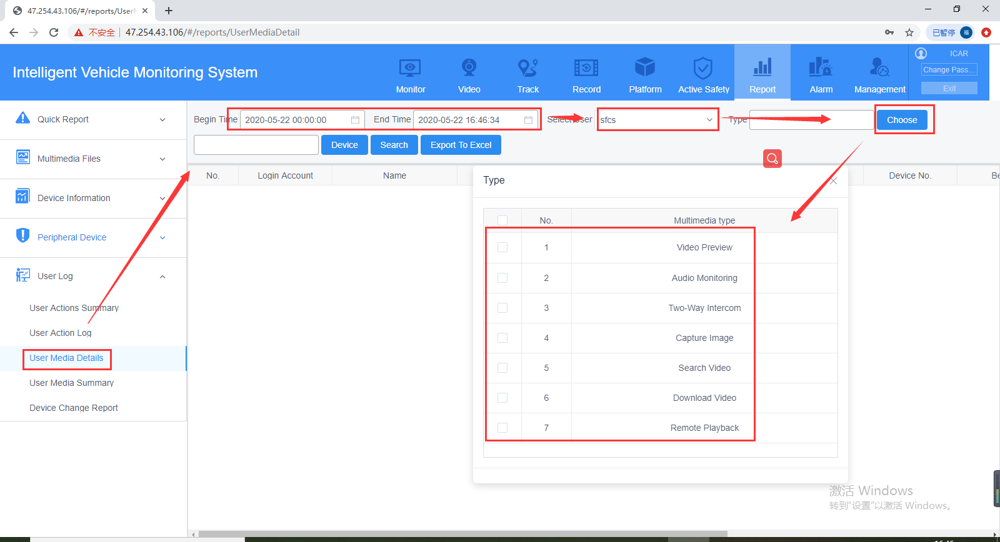 47.254.43.106/#/reports/UserM
不安全 47.254.43.106/#/reports/UserMediaDetail 已暂停 福
Intelligent Vehicle Monitoring System
Monitor Video Track Record Platform Active Safety Report Alarm Management
ICAR
Change Pass...
Exit
Quick Report
Multimedia Files
Device Information
Peripheral Device
User Log
User Actions Summary
User Action Log
User Media Details
User Media Summary
Device Change Report
Begin Time 2020-05-22 00:00:00 End Time 2020-05-22 16:46:34 Select User sfcs Type Choose
Device Search Export To Excel
No. Login Account Name Device No. Be
Type
No. Multimedia type
1 Video Preview
2 Audio Monitoring
3 Two-Way Intercom
4 Capture Image
5 Search Video
6 Download Video
7 Remote Playback
激活 Windows
转到"设置"以激活 Windows。